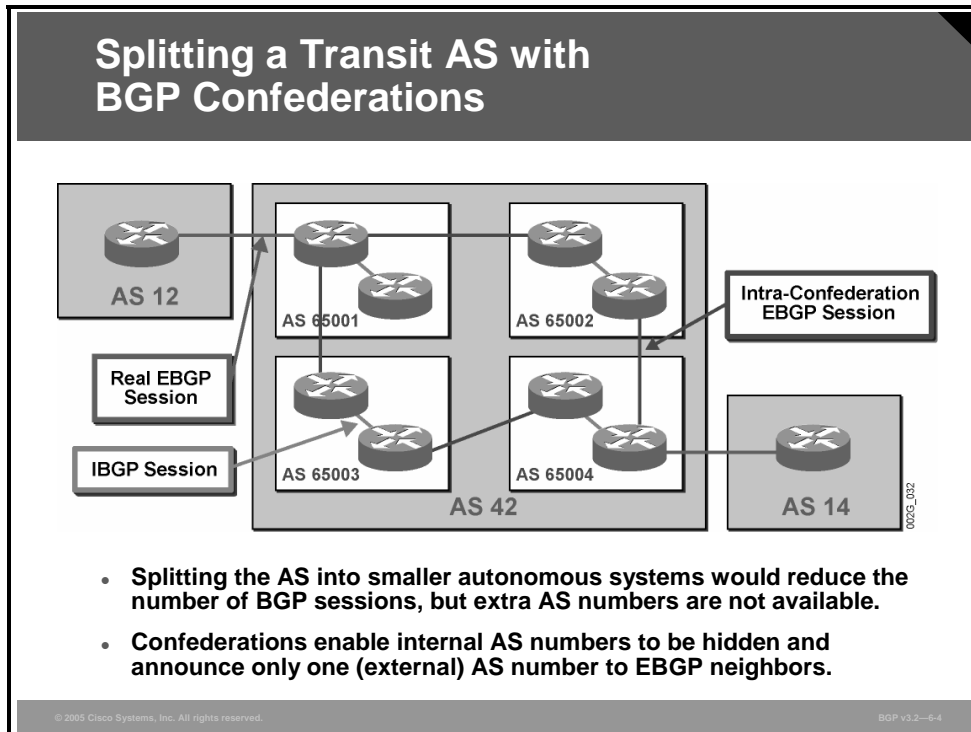 Splitting a Transit AS with
BGP Confederations
AS 12
AS 65001
AS 65002
Intra-Confederation
EBGP Session
Real EBGP
Session
IBGP Session
AS 65003
AS 65004
AS 42
AS 14
002G_032
• Splitting the AS into smaller autonomous systems would reduce the
number of BGP sessions, but extra AS numbers are not available.
• Confederations enable internal AS numbers to be hidden and
announce only one (external) AS number to EBGP neighbors.
© 2005 Cisco Systems, Inc. All rights reserved.
BGP v3.2—6-4